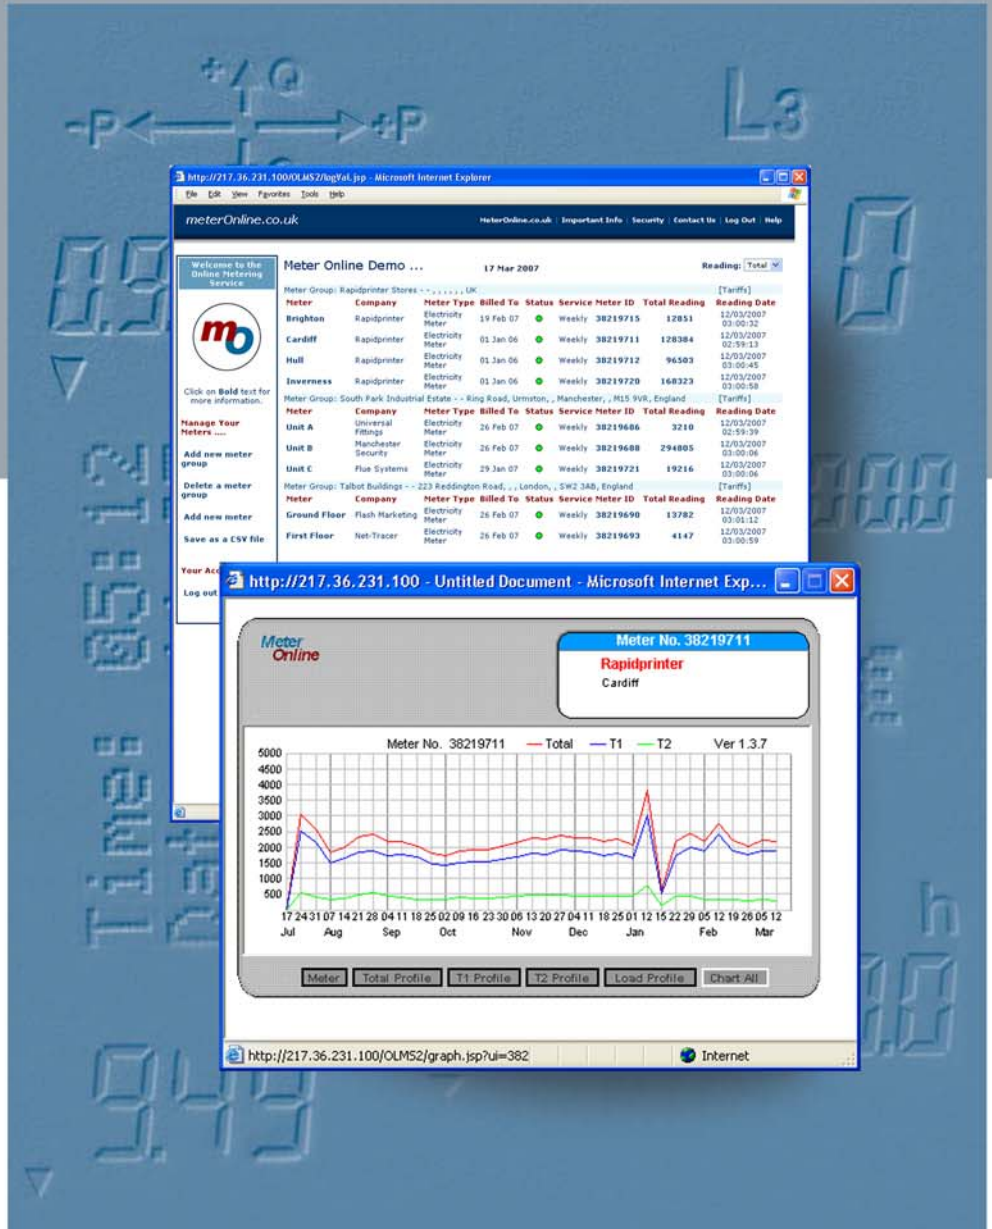 +Q
-P +P
L3
http://217.36.231.100/OLMS2/logVal.jsp - Microsoft Internet Explorer
File Edit View Favorites Tools Help
meterOnline.co.uk
MeterOnline.co.uk | Important Info | Security | Contact Us | Log Out | Help
Welcome to the
Online Metering
Service
mo
Click on Bold text for
more information.
Manage Your
Meters ....
Add new meter
group
Delete a meter
group
Add new meter
Save as a CSV file
Your Acc
Log out
Meter Online Demo ... 17 Mar 2007 Reading: Total
Meter Group: Rapidprinter Stores - - , , , , , , UK [Tariffs]
Meter Company Meter Type Billed To Status Service Meter ID Total Reading Reading Date
Brighton Rapidprinter Electricity Meter 19 Feb 07 Weekly 38219715 12851 12/03/2007 03:00:32
Cardiff Rapidprinter Electricity Meter 01 Jan 06 Weekly 38219711 128384 12/03/2007 02:59:13
Hull Rapidprinter Electricity Meter 01 Jan 06 Weekly 38219712 96503 12/03/2007 03:00:45
Inverness Rapidprinter Electricity Meter 01 Jan 06 Weekly 38219720 168323 12/03/2007 03:00:58
Meter Group: South Park Industrial Estate - - Ring Road, Urmston, , Manchester, , M15 9VR, England [Tariffs]
Meter Company Meter Type Billed To Status Service Meter ID Total Reading Reading Date
Unit A Universal Fittings Electricity Meter 26 Feb 07 Weekly 38219686 3210 12/03/2007 02:59:39
Unit B Manchester Security Electricity Meter 26 Feb 07 Weekly 38219688 294805 12/03/2007 03:00:06
Unit C Flue Systems Electricity Meter 29 Jan 07 Weekly 38219721 19216 12/03/2007 03:00:06
Meter Group: Talbot Buildings - - 223 Reddington Road, , , London, , SW2 3AB, England [Tariffs]
Meter Company Meter Type Billed To Status Service Meter ID Total Reading Reading Date
Ground Floor Flash Marketing Electricity Meter 26 Feb 07 Weekly 38219690 13782 12/03/2007 03:01:12
First Floor Net-Tracer Electricity Meter 26 Feb 07 Weekly 38219693 4147 12/03/2007 03:00:59
http://217.36.231.100 - Untitled Document - Microsoft Internet Exp...
Meter
Online
Meter No. 38219711
Rapidprinter
Cardiff
Meter No. 38219711 Total T1 T2 Ver 1.3.7
5000
4500
4000
3500
3000
2500
2000
1500
1000
500
17 24 31 07 14 21 28 04 11 18 25 02 09 16 23 30 06 13 20 27 04 11 18 25 01 12 15 22 29 05 12 19 26 05 12
Jul Aug Sep Oct Nov Dec Jan Feb Mar
Meter Total Profile T1 Profile T2 Profile Load Profile Chart All
http://217.36.231.100/OLMS2/graph.jsp?ui=382 Internet
Time: 05:12
h
9.49